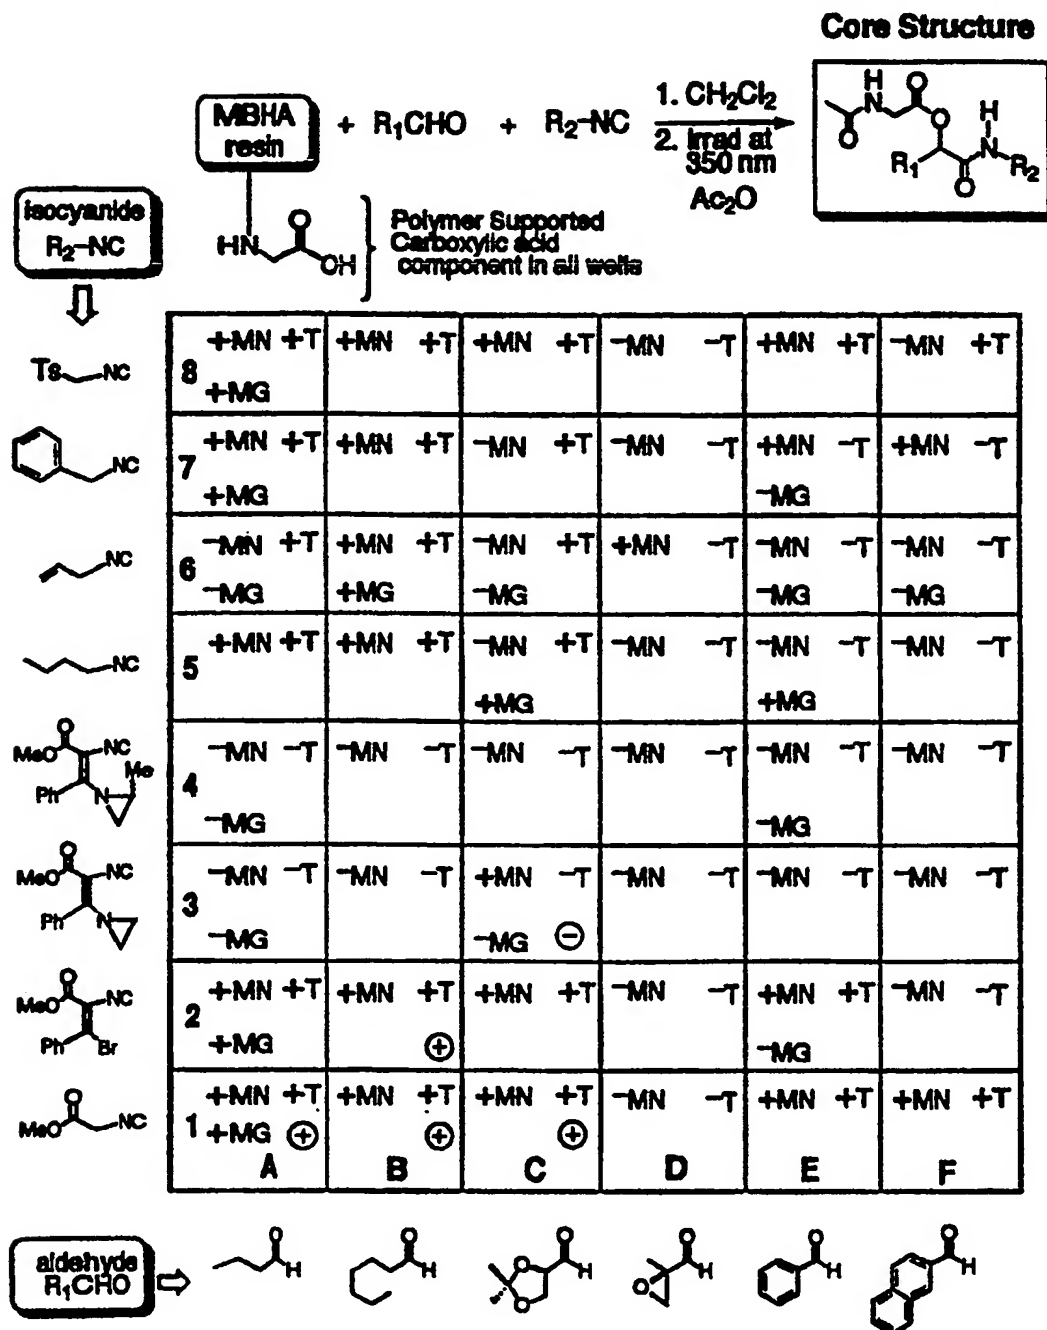 Core Structure
MBHA
resin
+ R1CHO + R2-NC
1. CH2Cl2
2. Irrad at
350 nm
Ac2O
H
N
O
O
O
H
N
R1
O
R2
isocyanide
R2-NC
HN
O
OH
Polymer Supported
Carboxylic acid
component in all wells
Ts NC
8
+MN +T +MN +T +MN +T -MN -T +MN +T -MN +T
+MG
NC
7
+MN +T +MN +T -MN +T -MN -T +MN -T +MN -T
+MG -MG
NC
6
-MN +T +MN +T -MN +T +MN -T -MN -T -MN -T
-MG +MG -MG -MG -MG
NC
5
+MN +T +MN +T -MN +T -MN -T -MN -T -MN -T
+MG +MG
O
MeO NC
Me
Ph N
4
-MN -T -MN -T -MN -T -MN -T -MN -T -MN -T
-MG -MG
O
MeO NC
Ph N
3
-MN -T -MN -T +MN -T -MN -T -MN -T -MN -T
-MG -MG ⊖
O
MeO NC
Ph Br
2
+MN +T +MN +T +MN +T -MN -T +MN +T -MN -T
+MG ⊕ -MG
O
MeO NC
1
+MN +T +MN +T +MN +T -MN -T +MN +T +MN +T
+MG ⊕ ⊕ ⊕
A B C D E F
aldehyde
R1CHO
O
H
O
H
O
O
O
H
O
O
H
O
H
O
H